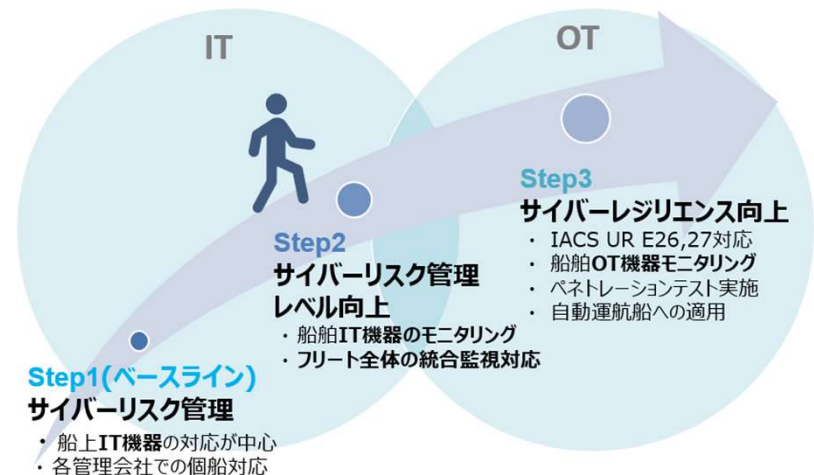 IT
OT
Step1(ベースライン)
サイバーリスク管理
・ 船上IT機器の対応が中心
・ 各管理会社での個船対応
Step2
サイバーリスク管理
レベル向上
・ 船舶IT機器のモニタリング
・ フリート全体の統合監視対応
Step3
サイバーレジリエンス向上
・ IACS UR E26,27対応
・ 船舶OT機器モニタリング
・ ペネトレーションテスト実施
・ 自動運航船への適用